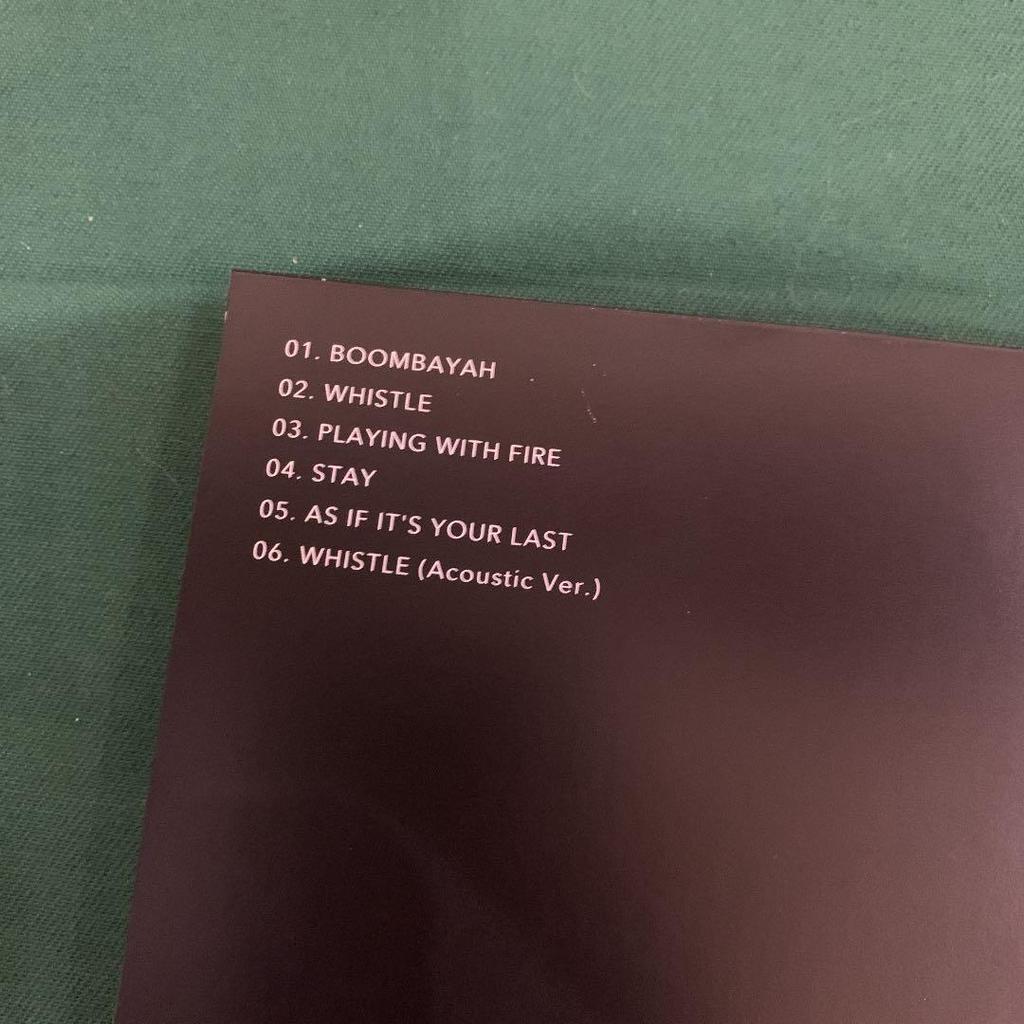 01. BOOMBAYAH
02. WHISTLE
03. PLAYING WITH FIRE
04. STAY
05. AS IF IT'S YOUR LAST
06. WHISTLE (Acoustic Ver.)